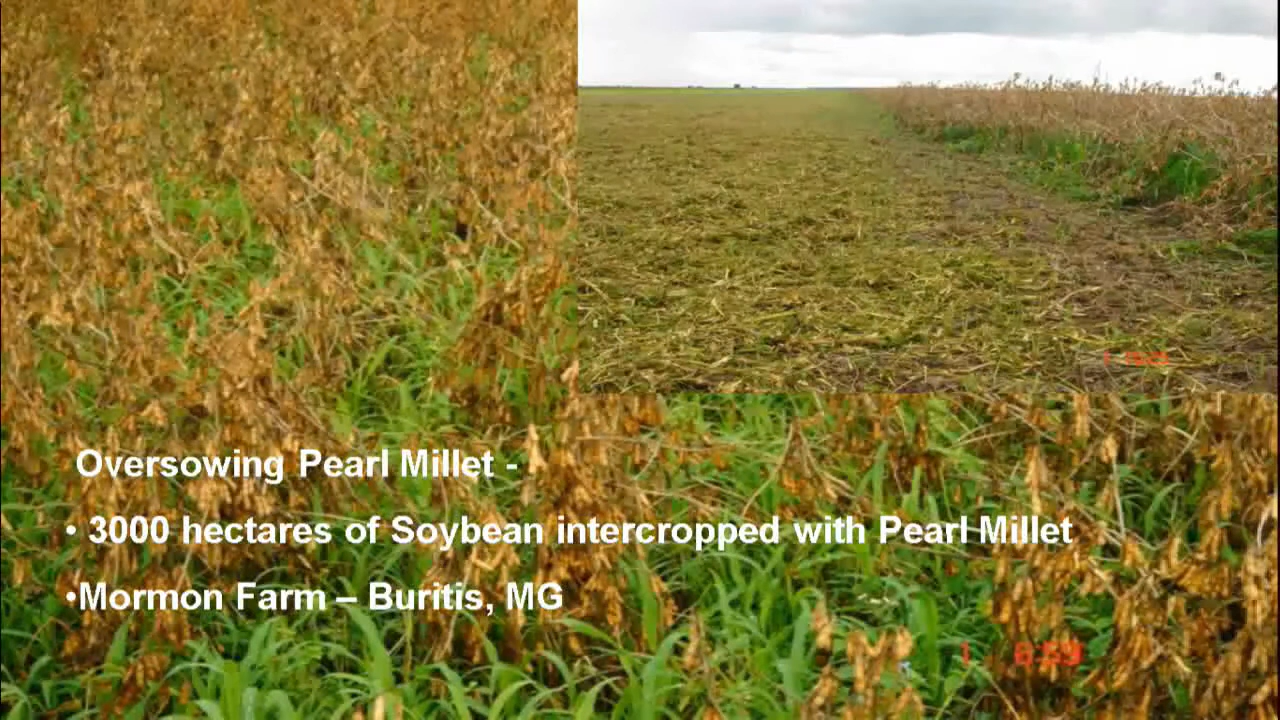 Oversowing Pearl Millet -
• 3000 hectares of Soybean intercropped with Pearl Millet
•Mormon Farm – Buritis, MG